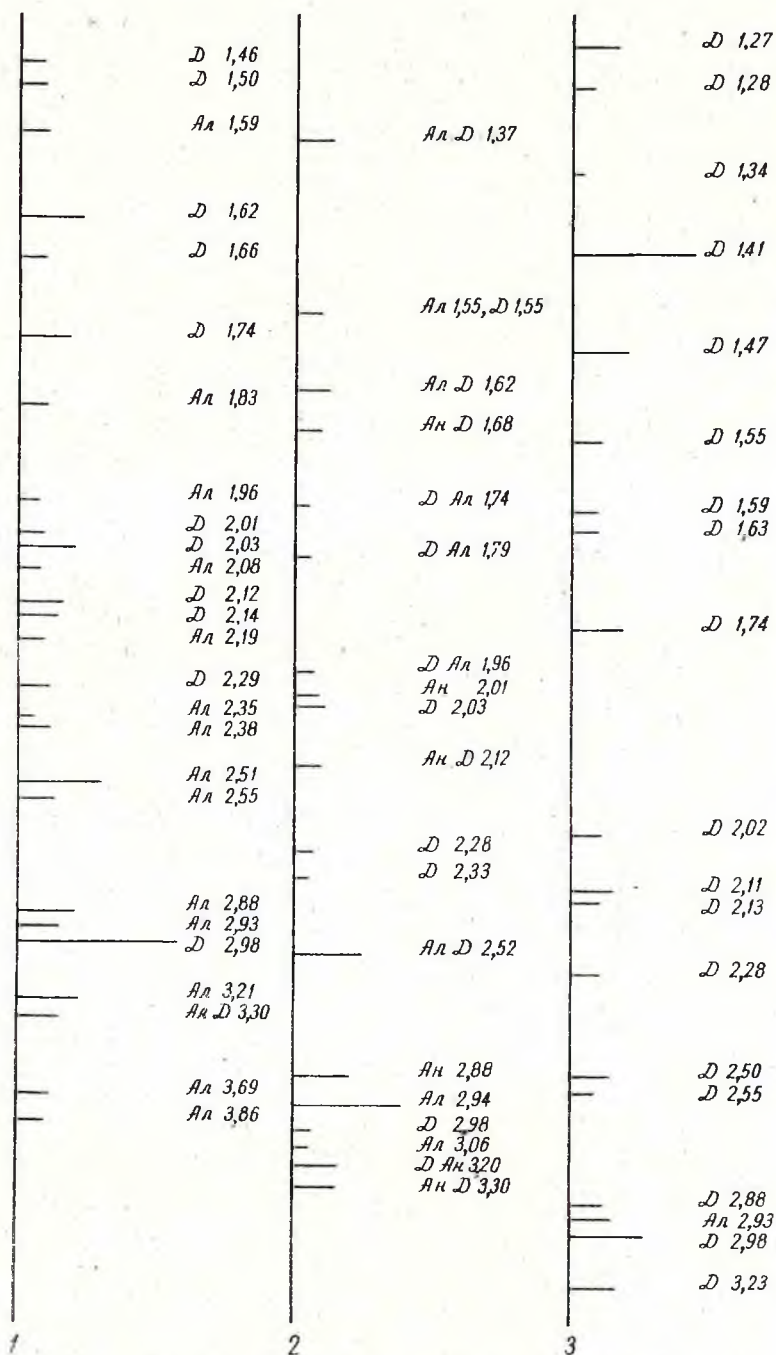 D 1,46
D 1,50
Ал 1,59
D 1,62
D 1,66
D 1,74
Ал 1,83
Ал 1,96
D 2,01
D 2,03
Ал 2,08
D 2,12
D 2,14
Ал 2,19
D 2,29
Ал 2,35
Ал 2,38
Ал 2,51
Ал 2,55
Ал 2,88
Ал 2,93
D 2,98
Ал 3,21
Ан D 3,30
Ал 3,69
Ал 3,86
1
Ал D 1,37
Ал 1,55, D 1,55
Ал D 1,62
Ан D 1,68
D Ал 1,74
D Ал 1,79
D Ал 1,96
Ан 2,01
D 2,03
Ан D 2,12
D 2,28
D 2,33
Ал D 2,52
Ан 2,88
Ал 2,94
D 2,98
Ал 3,06
D Ан 3,20
Ан D 3,30
2
D 1,27
D 1,28
D 1,34
D 1,41
D 1,47
D 1,55
D 1,59
D 1,63
D 1,74
D 2,02
D 2,11
D 2,13
D 2,28
D 2,50
D 2,55
D 2,88
Ал 2,93
D 2,98
D 3,23
3